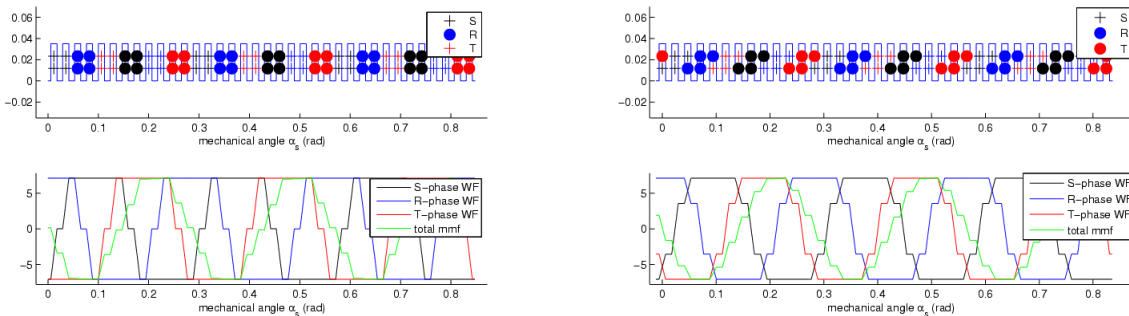 0.06
0.04
0.02
0
−0.02
S
R
T
0 0.1 0.2 0.3 0.4 0.5 0.6 0.7 0.8
mechanical angle αs (rad)
0.06
0.04
0.02
0
−0.02
S
R
T
0 0.1 0.2 0.3 0.4 0.5 0.6 0.7 0.8
mechanical angle αs (rad)
5
0
−5
S-phase WF
R-phase WF
T-phase WF
total mmf
0 0.1 0.2 0.3 0.4 0.5 0.6 0.7 0.8
mechanical angle αs (rad)
5
0
−5
S-phase WF
R-phase WF
T-phase WF
total mmf
0 0.1 0.2 0.3 0.4 0.5 0.6 0.7 0.8
mechanical angle αs (rad)